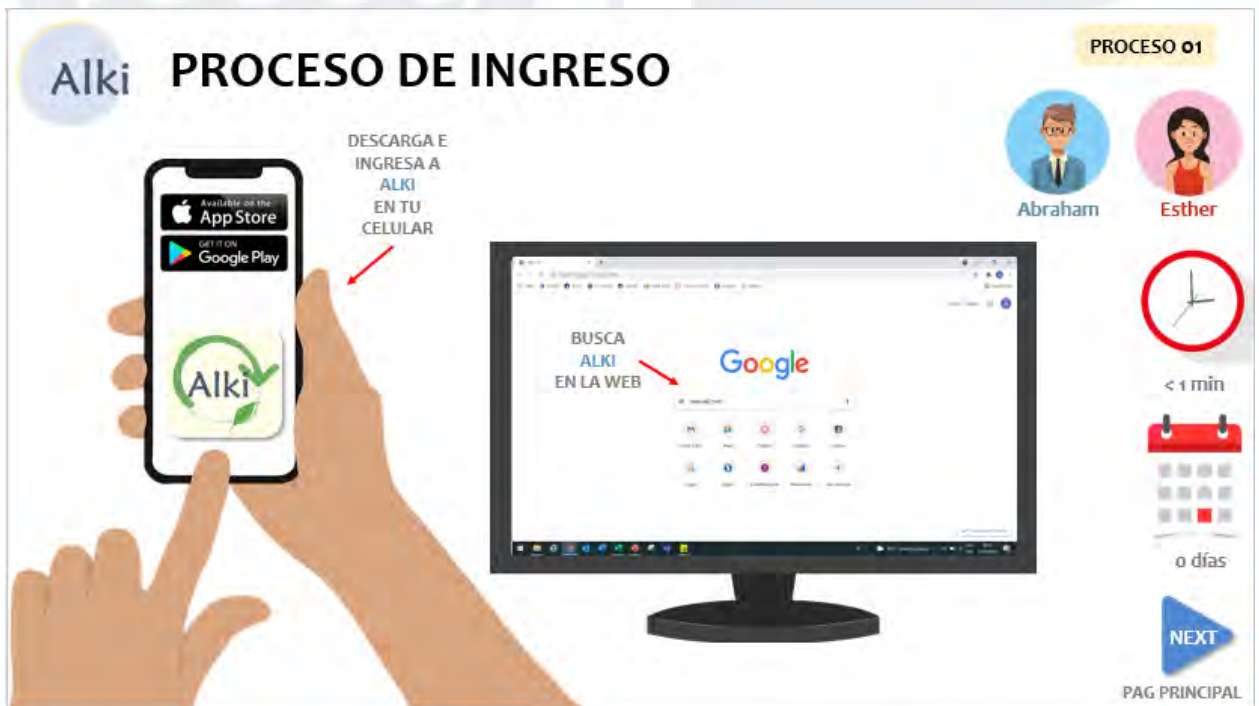 Alki
PROCESO DE INGRESO
PROCESO 01
Abraham
Esther
DESCARGA E
INGRESA A
ALKI
EN TU
CELULAR
Available on the
App Store
GET IT ON
Google Play
Alki
BUSCA
ALKI
EN LA WEB
Google
< 1 min
0 días
NEXT
PAG PRINCIPAL